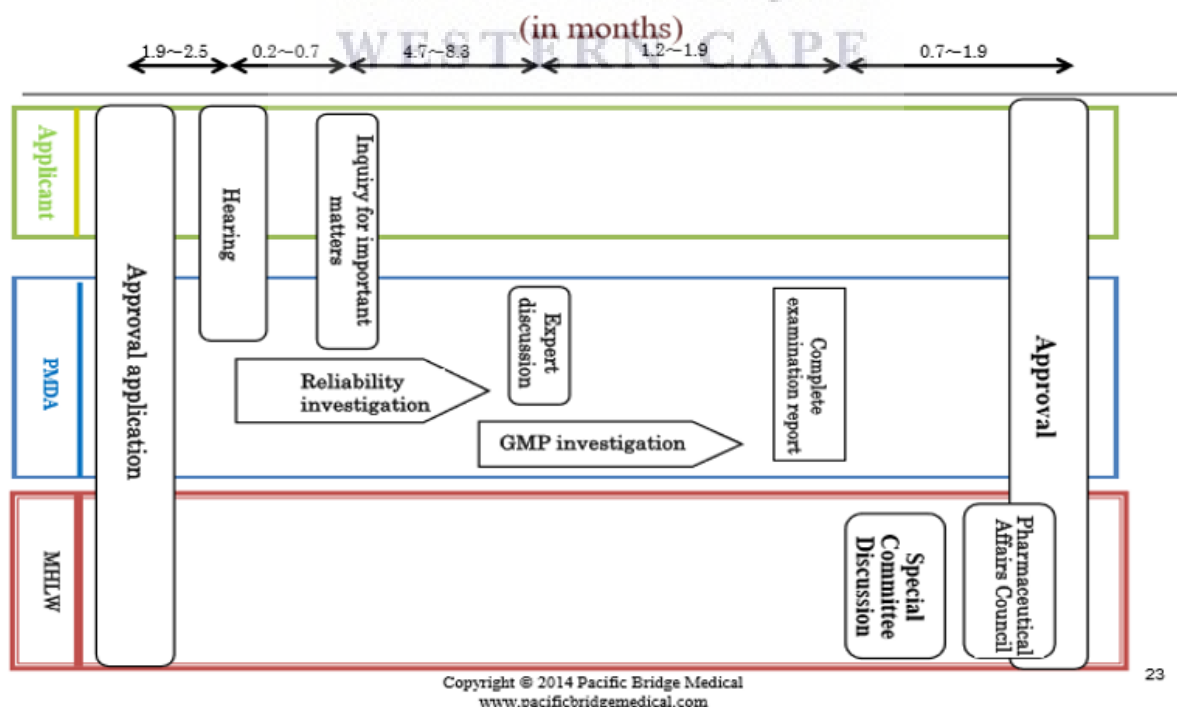 (in months)
WESTERN CAPE
1.9~2.5
0.2~0.7
4.7~8.3
1.2~1.9
0.7~1.9
Applicant
PMDA
MHLW
Approval application
Hearing
Inquiry for important
matters
Reliability
investigation
Expert
discussion
GMP investigation
Complete
examination report
Special
Committee
Discussion
Pharmaceutical
Affairs Council
Approval
Copyright © 2014 Pacific Bridge Medical
www.pacificbridgemedical.com
23